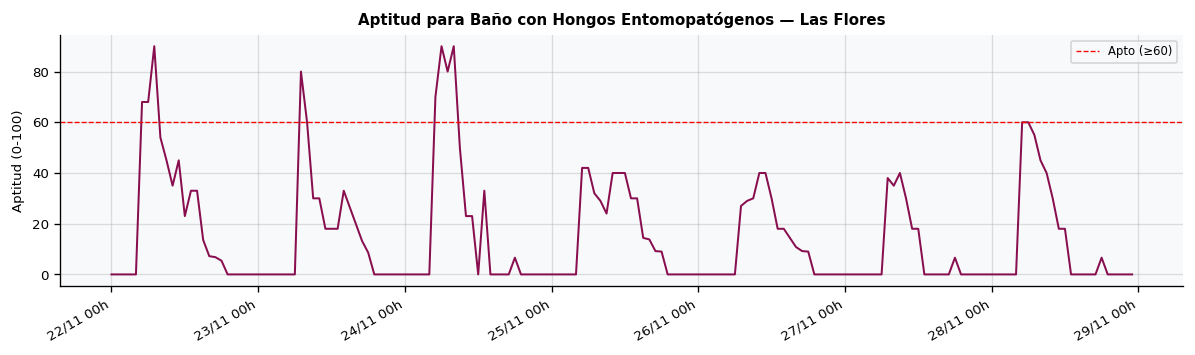 Aptitud para Baño con Hongos Entomopatógenos — Las Flores
Apto (≥60)
Aptitud (0-100)
80
60
40
20
0
22/11 00h
23/11 00h
24/11 00h
25/11 00h
26/11 00h
27/11 00h
28/11 00h
29/11 00h